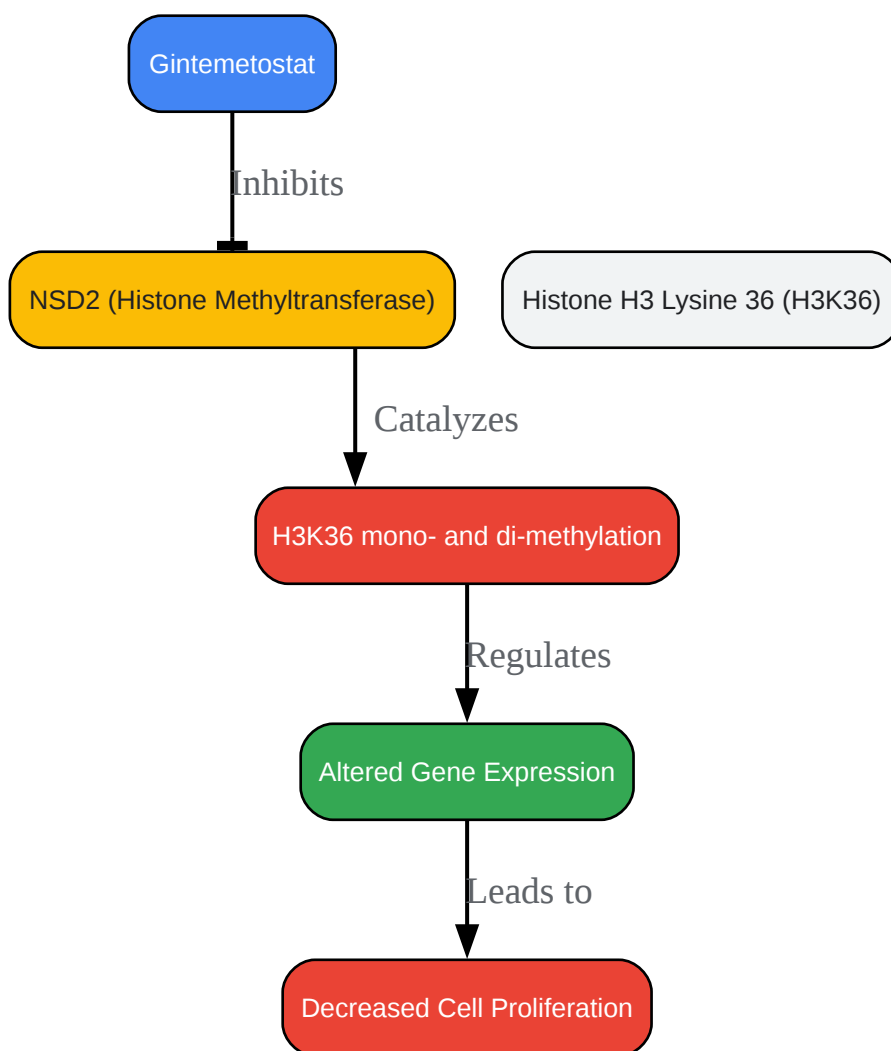 Gintemetostat
Inhibits
NSD2 (Histone Methyltransferase)
Histone H3 Lysine 36 (H3K36)
Catalyzes
H3K36 mono- and di-methylation
Regulates
Altered Gene Expression
Leads to
Decreased Cell Proliferation